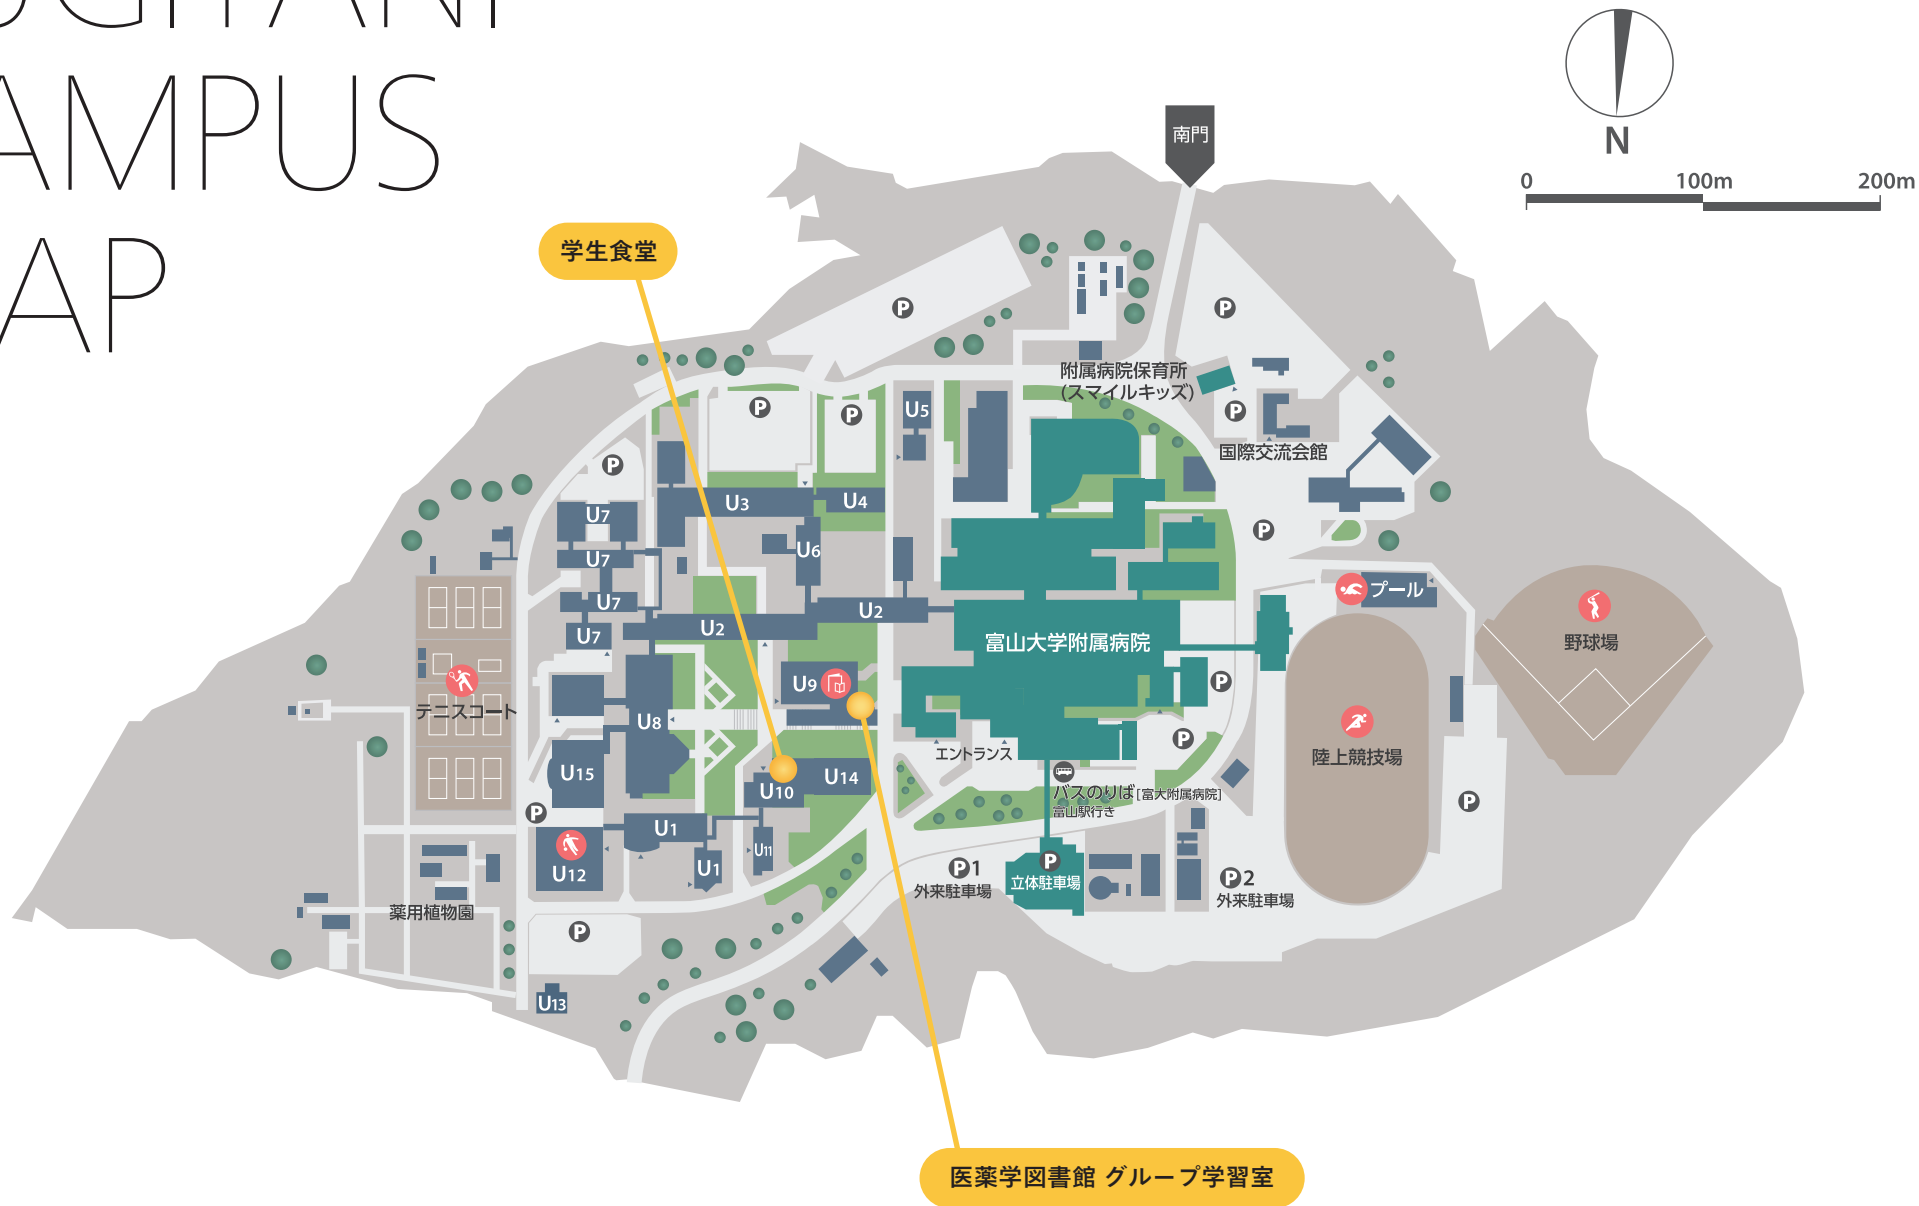 CAMPUS
N
0 100m 200m
南門
学生食堂
P
P
附属病院保育所
(スマイルキッズ)
P
P
P
U5
国際交流会館
P
U3
U4
U7
U6
P
U7
プール
U7
U2
U2
U7
富山大学附属病院
野球場
U9
P
テニスコート
U8
P
エントランス
陸上競技場
U15
U14
U10
バスのりば[富大附属病院]
富山駅行き
P
P
U1
U11
U12
U1
P1
外来駐車場
P
立体駐車場
P2
外来駐車場
薬用植物園
P
U13
医薬学図書館 グループ学習室